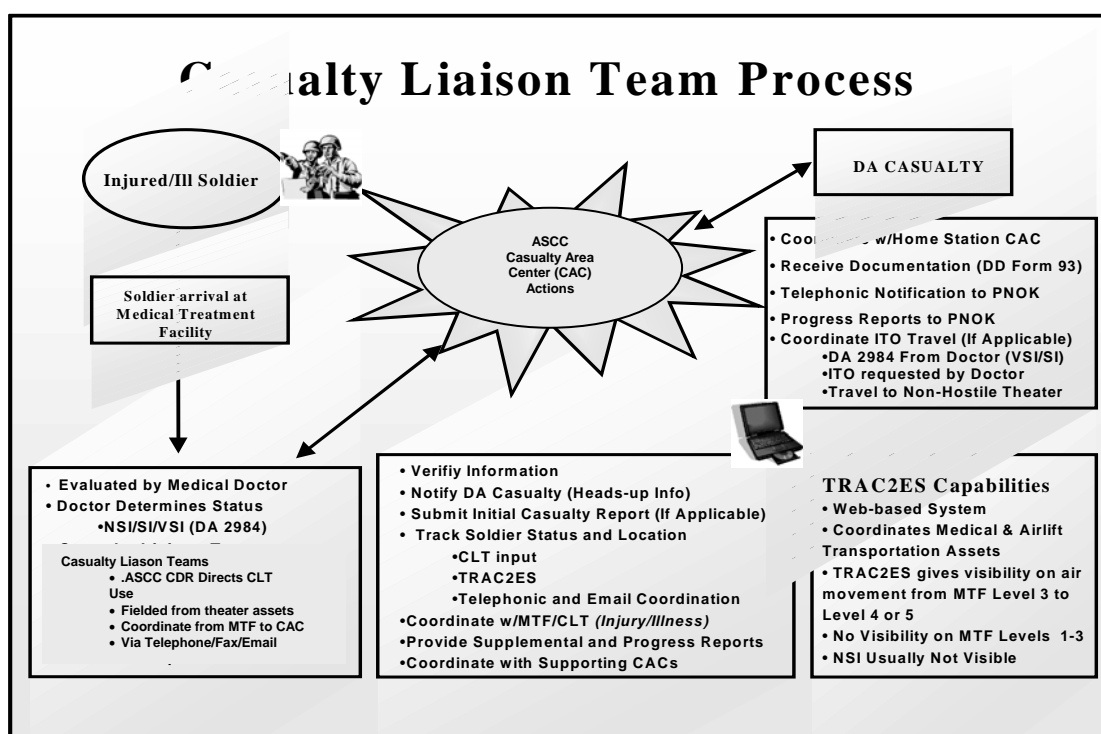 Casualty Liaison Team Process
Injured/Ill Soldier
DA CASUALTY
ASCC
Casualty Area
Center (CAC)
Actions
Soldier arrival at
Medical Treatment
Facility
• w/Home Station CAC
• Receive Documentation (DD Form 93)
• Telephonic Notification to PNOK
• Progress Reports to PNOK
• Coordinate ITO Travel (If Applicable)
•DA 2984 From Doctor (VSI/SI)
•ITO requested by Doctor
•Travel to Non-Hostile Theater
• Evaluated by Medical Doctor
• Doctor Determines Status
•NSI/SI/VSI (DA 2984)
Casualty Liason Teams
• .ASCC CDR Directs CLT
Use
• Fielded from theater assets
• Coordinate from MTF to CAC
• Via Telephone/Fax/Email
• Verifiy Information
• Notify DA Casualty (Heads-up Info)
• Submit Initial Casualty Report (If Applicable)
• Track Soldier Status and Location
•CLT input
•TRAC2ES
•Telephonic and Email Coordination
•Coordinate w/MTF/CLT (Injury/Illness)
•Provide Supplemental and Progress Reports
•Coordinate with Supporting CACs
TRAC2ES Capabilities
• Web-based System
• Coordinates Medical & Airlift
Transportation Assets
• TRAC2ES gives visibility on air
movement from MTF Level 3 to
Level 4 or 5
• No Visibility on MTF Levels 1-3
• NSI Usually Not Visible